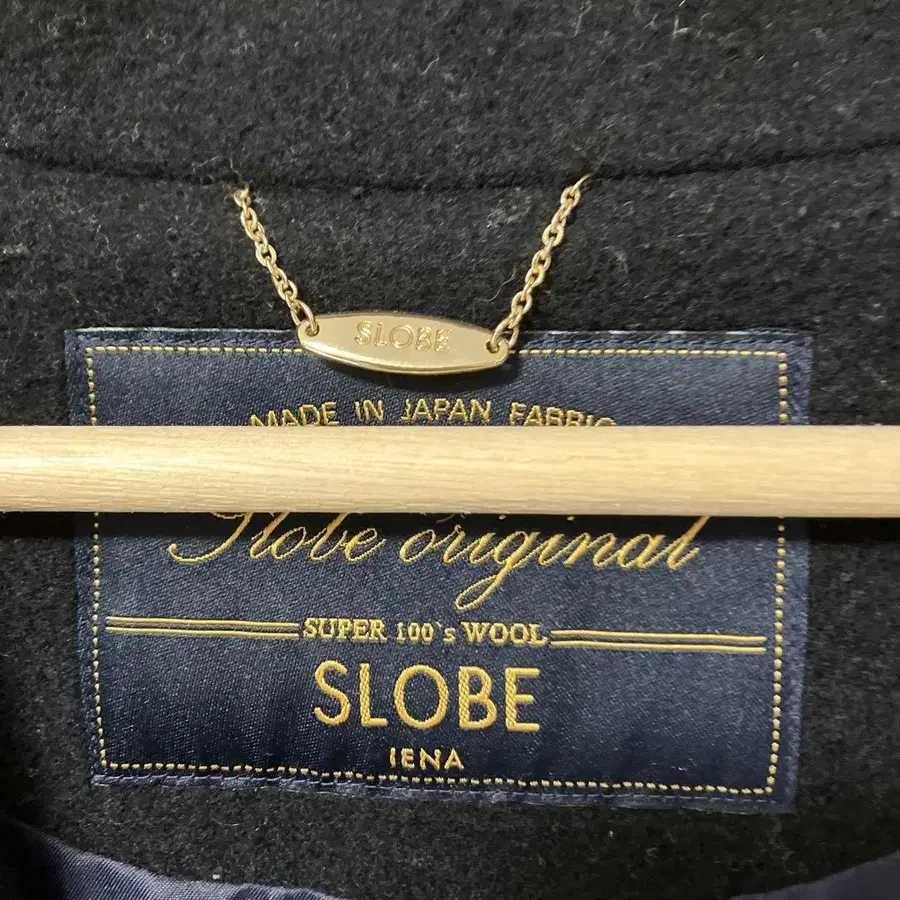 SLOBE
MADE IN JAPAN FABRIC
Slobe original
SUPER 100`s WOOL
SLOBE
IENA